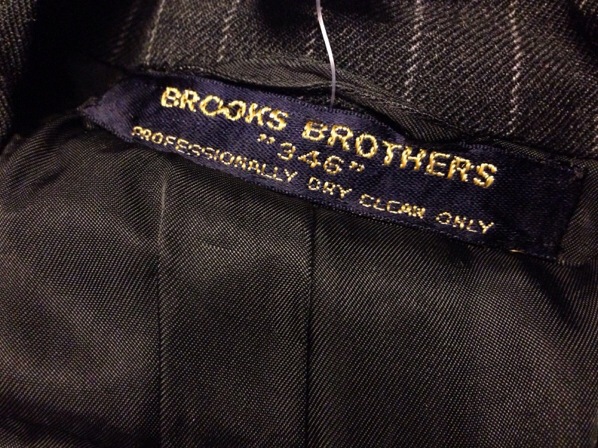 BROOKS BROTHERS
"346"
PROFESSIONALLY DRY CLEAN ONLY